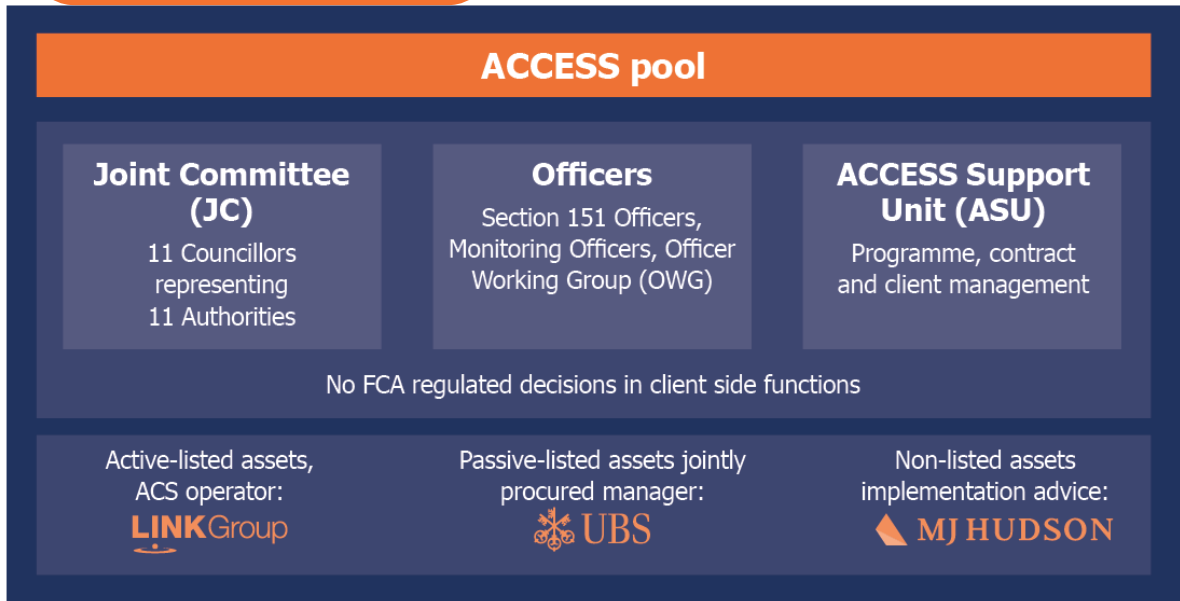 ACCESS pool
Joint Committee
(JC)
11 Councillors
representing
11 Authorities
Officers
Section 151 Officers,
Monitoring Officers, Officer
Working Group (OWG)
ACCESS Support
Unit (ASU)
Programme, contract
and client management
No FCA regulated decisions in client side functions
Active-listed assets,
ACS operator:
LINKGroup
Passive-listed assets jointly
procured manager:
UBS
Non-listed assets
implementation advice:
MJ HUDSON